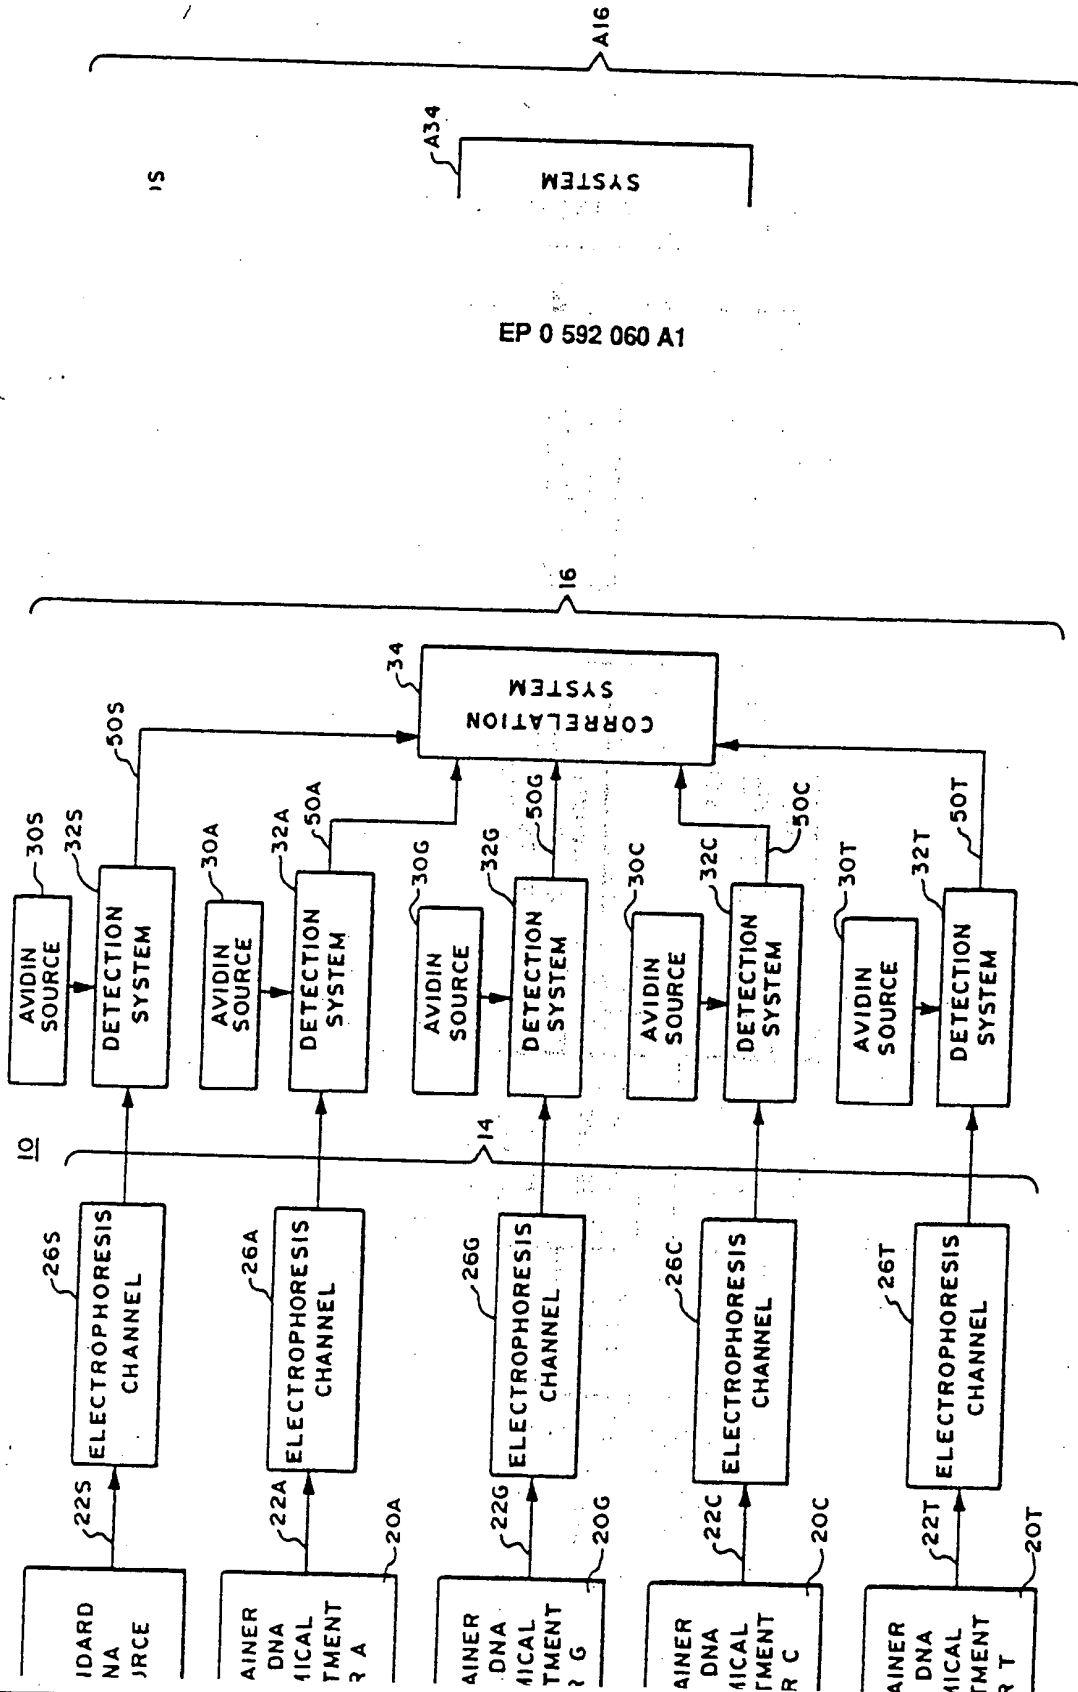 A16
A34
SYSTEM
IS
EP 0 592 060 A1
16
34
CORRELATION
SYSTEM
10
14
30S
AVIDIN
SOURCE
32S
DETECTION
SYSTEM
50S
26S
ELECTROPHORESIS
CHANNEL
22S
IDARD
NA
URCE
30A
AVIDIN
SOURCE
32A
DETECTION
SYSTEM
50A
26A
ELECTROPHORESIS
CHANNEL
22A
20A
AINER
DNA
MICAL
TMENT
R A
30G
AVIDIN
SOURCE
32G
DETECTION
SYSTEM
50G
26G
ELECTROPHORESIS
CHANNEL
22G
20G
AINER
DNA
MICAL
TMENT
R G
30C
AVIDIN
SOURCE
32C
DETECTION
SYSTEM
50C
26C
ELECTROPHORESIS
CHANNEL
22C
20C
AINER
DNA
MICAL
TMENT
R C
30T
AVIDIN
SOURCE
32T
DETECTION
SYSTEM
50T
26T
ELECTROPHORESIS
CHANNEL
22T
20T
AINER
DNA
MICAL
TMENT
R T